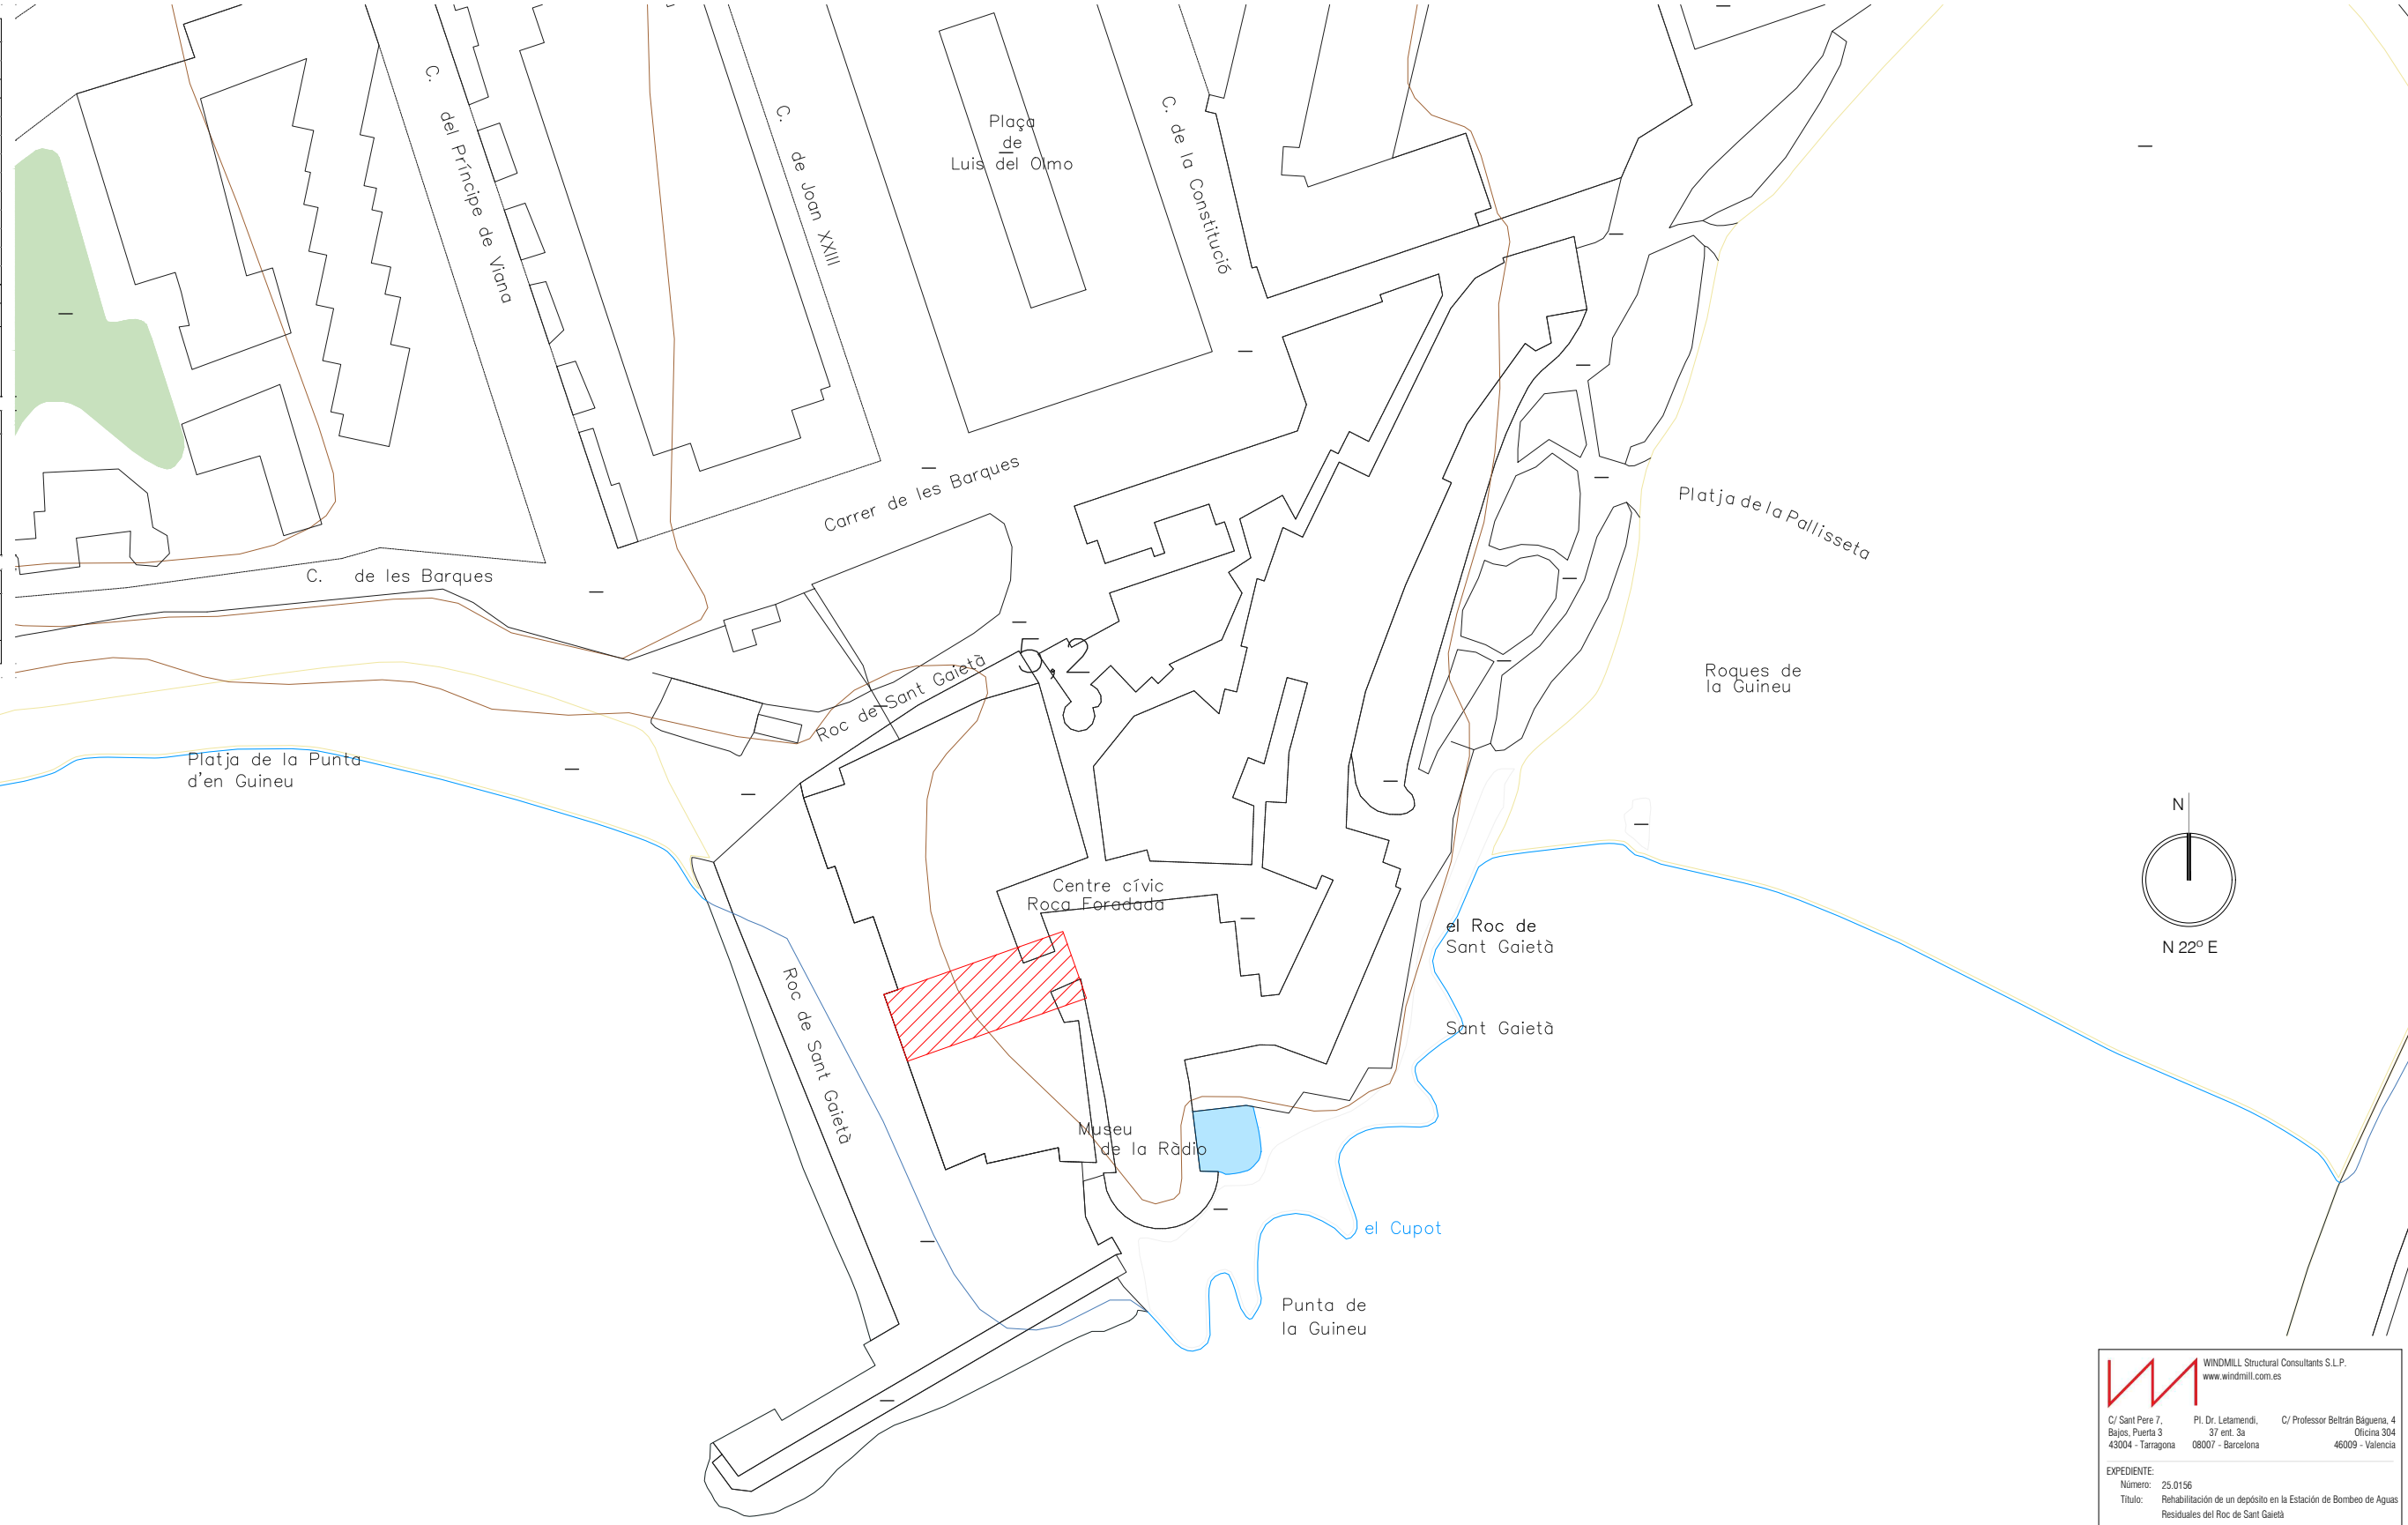 C. del Príncipe de Viana
C. de Joan XXIII
Plaça
de
Luis del Olmo
C. de la Constitució
Carrer de les Barques
C. de les Barques
Platja de la Pallisseta
Roc de Sant Gaietà
5,2
Roques de
la Guineu
Platja de la Punta
d'en Guineu
Centre cívic
Roca Foradada
el Roc de
Sant Gaietà
Sant Gaietà
Roc de Sant Gaietà
Museu
de la Ràdio
el Cupot
Punta de
la Guineu
N
N 22º E
WINDMILL Structural Consultants S.L.P.
www.windmill.com.es
C/ Sant Pere 7,
Bajos, Puerta 3
43004 - Tarragona
Pl. Dr. Letamendi,
37 ent. 3a
08007 - Barcelona
C/ Professor Beltrán Báguena, 4
Oficina 304
46009 - Valencia
EXPEDIENTE:
Número: 25.0156
Título: Rehabilitación de un depósito en la Estación de Bombeo de Aguas
Residuales del Roc de Sant Gaietà